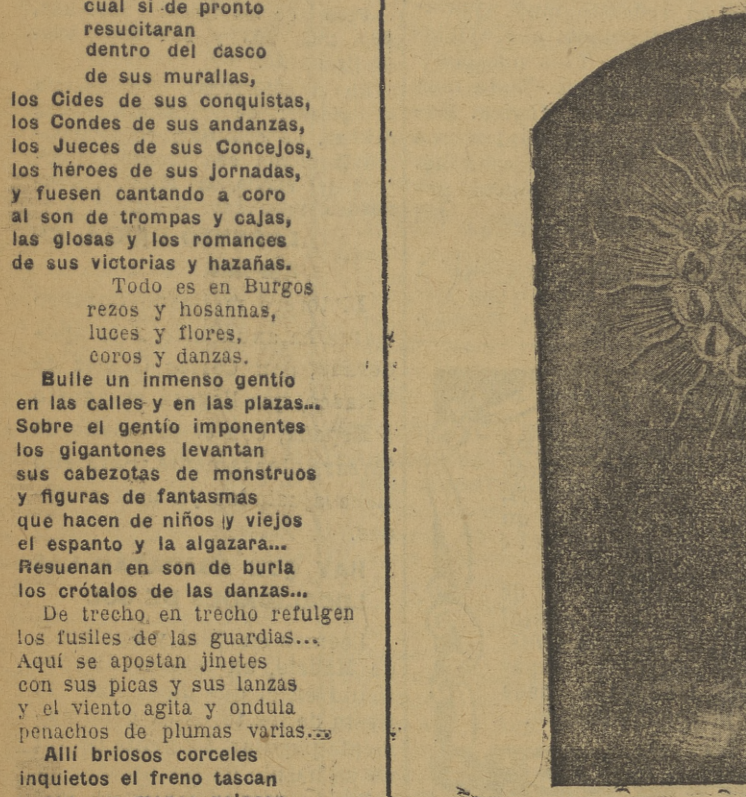 cual si de pronto
resucitaran
dentro del casco
de sus murallas,
los Cides de sus conquistas,
los Condes de sus andanzas,
los Jueces de sus Concejos,
los héroes de sus jornadas,
y fuesen cantando a coro
al son de trompas y cajas,
las glosas y los romances
de sus victorias y hazañas.
Todo es en Burgos
rezos y hosannas,
luces y flores,
coros y danzas.
Bulle un inmenso gentío
en las calles y en las plazas...
Sobre el gentío imponentes
los gigantones levantan
sus cabezotas de monstruos
y figuras de fantasmas
que hacen de niños y viejos
el espanto y la algazara...
Resuenan en son de burla
los crótalos de las danzas...
De trecho en trecho refulgen
los fusiles de las guardias...
Aquí se apostan jinetes
con sus picas y sus lanzas
y el viento agita y ondula
penachos de plumas varias...
Allí briosos corceles
inquietos el freno tascan